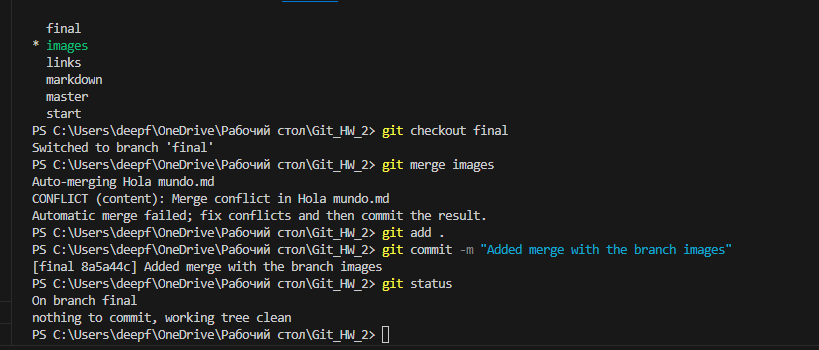 final
* images
links
markdown
master
start
PS C:\Users\deepf\OneDrive\Рабочий стол\Git_HW_2> git checkout final
Switched to branch 'final'
PS C:\Users\deepf\OneDrive\Рабочий стол\Git_HW_2> git merge images
Auto-merging Hola mundo.md
CONFLICT (content): Merge conflict in Hola mundo.md
Automatic merge failed; fix conflicts and then commit the result.
PS C:\Users\deepf\OneDrive\Рабочий стол\Git_HW_2> git add .
PS C:\Users\deepf\OneDrive\Рабочий стол\Git_HW_2> git commit -m "Added merge with the branch images"
[final 8a5a44c] Added merge with the branch images
PS C:\Users\deepf\OneDrive\Рабочий стол\Git_HW_2> git status
On branch final
nothing to commit, working tree clean
PS C:\Users\deepf\OneDrive\Рабочий стол\Git_HW_2>